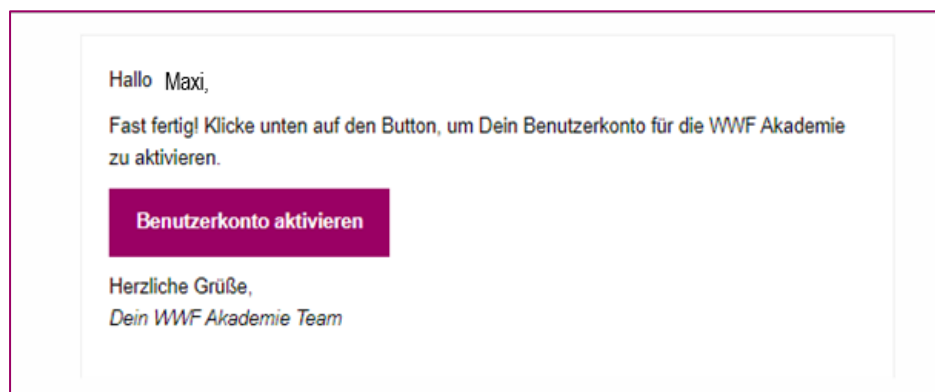 Hallo Maxi,
Fast fertig! Klicke unten auf den Button, um Dein Benutzerkonto für die WWF Akademie
zu aktivieren.
Benutzerkonto aktivieren
Herzliche Grüße,
Dein WWF Akademie Team